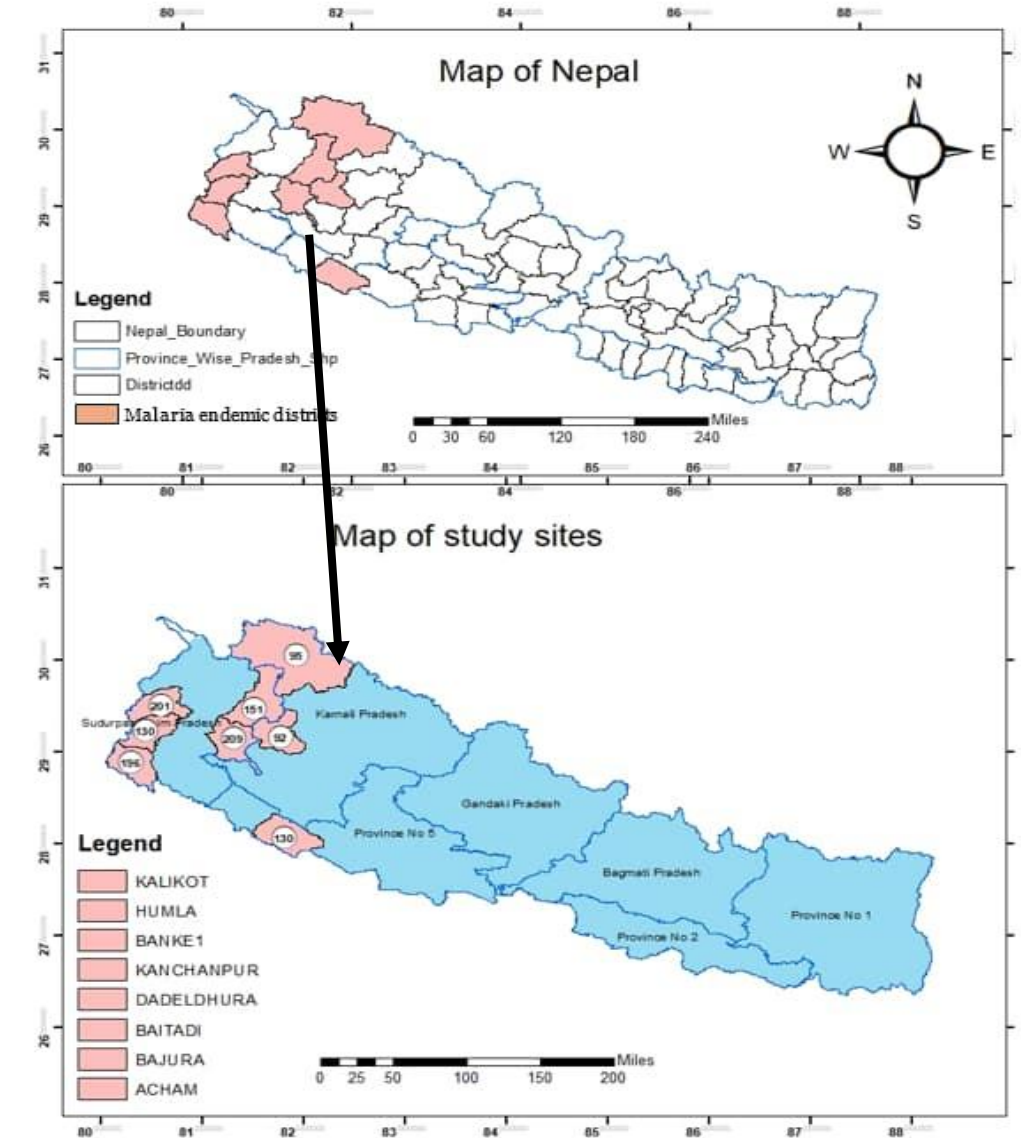 80 82 84 86 88
Map of Nepal
N
W E
S
31
30
29
28
27
26
Legend
Nepal_Boundary
Province_Wise_Pradesh_Shp
Districtdd
Malaria endemic districts
Miles
0 30 60 120 180 240
80 81 82 83 84 85 86 87 88
80 82 84 86 88
Map of study sites
31
30
29
28
27
26
95
201
151
Karnali Pradesh
130
209
92
196
Gandaki Pradesh
130
Province No 5
Bagmati Pradesh
Province No 1
Province No 2
Legend
KALIKOT
HUMLA
BANKE1
KANCHANPUR
DADELDHURA
BAITADI
BAJURA
ACHAM
Miles
0 25 50 100 150 200
80 81 82 83 84 85 86 87 88